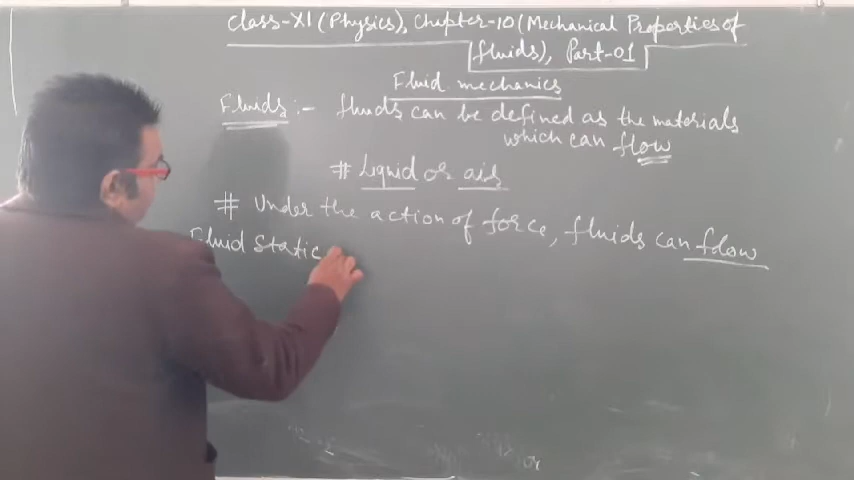 Class-XI (Physics), Chapter-10 (Mechanical Properties of
fluids), Part-01
Fluid mechanics
Fluids :- fluids can be defined as the materials
which can flow
# Liquid or air
# Under the action of force, fluids can flow
Fluid Static